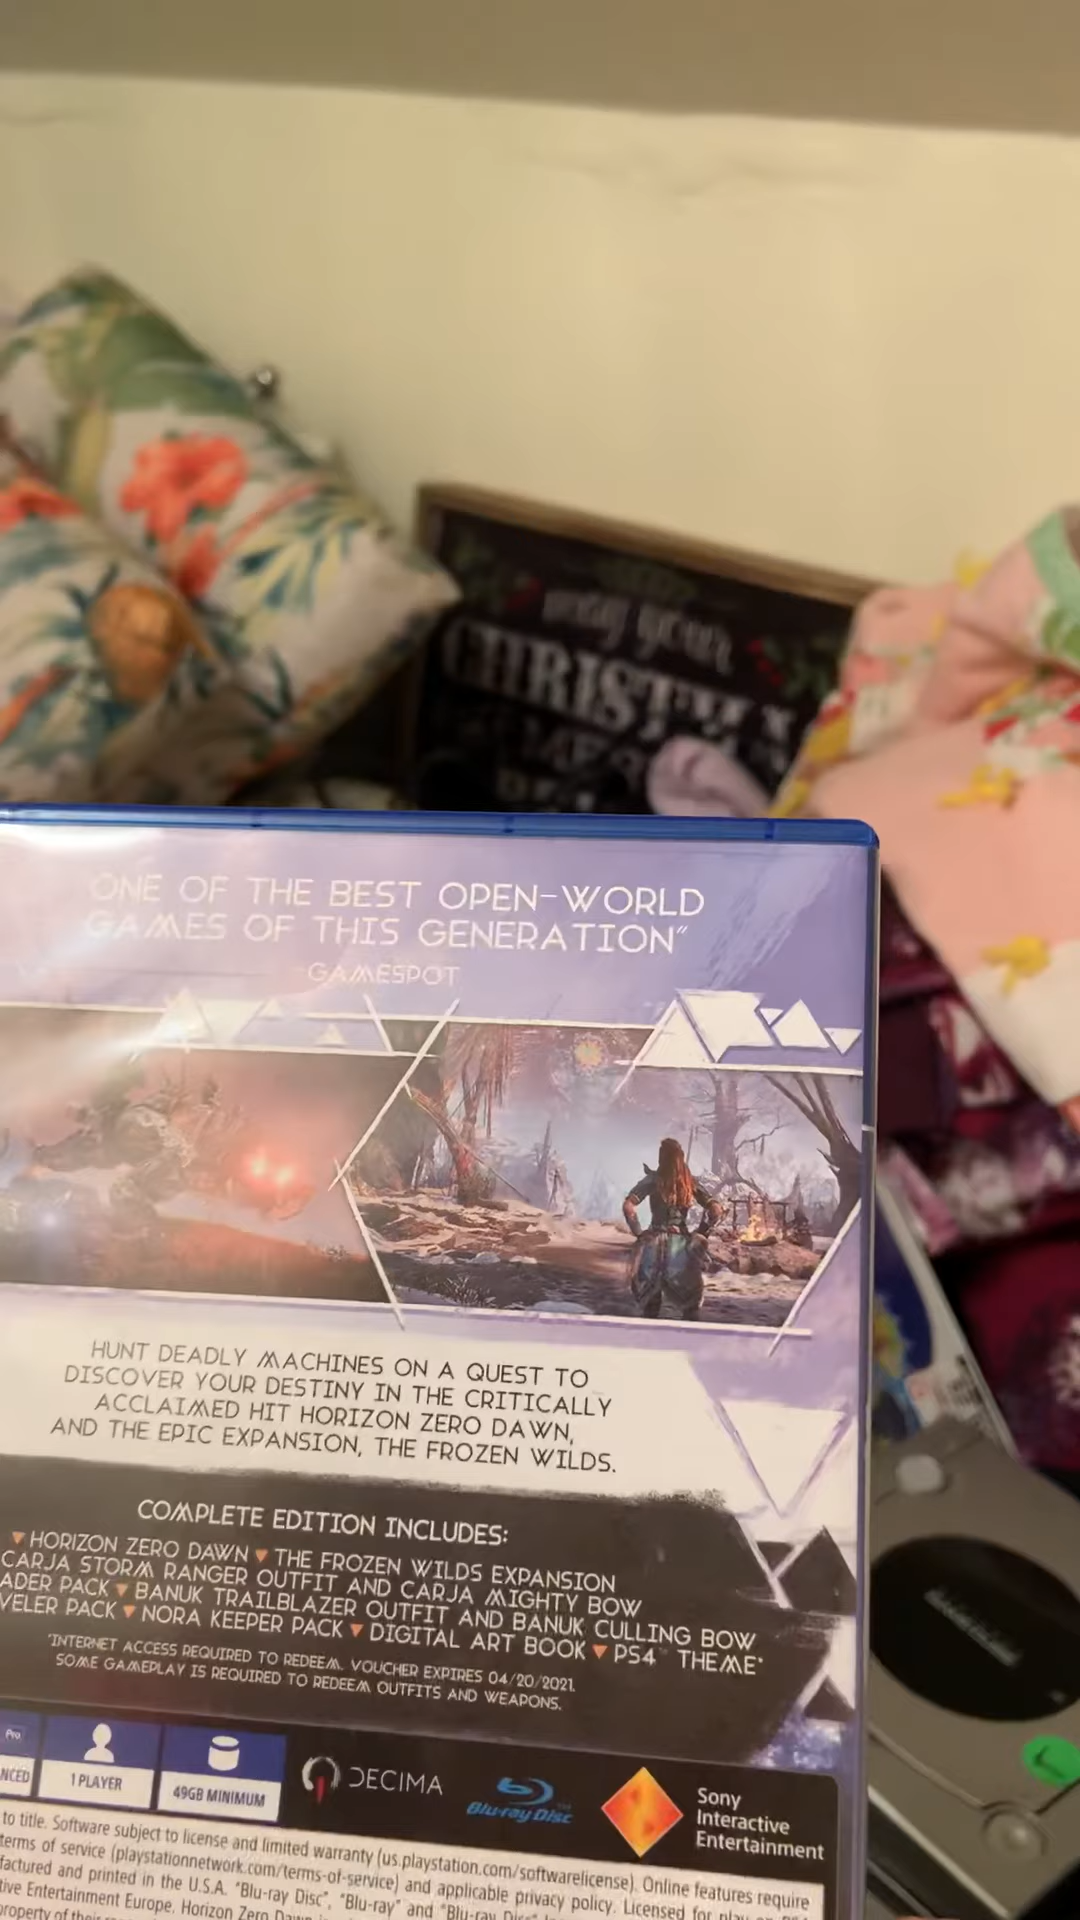 may your
CHRISTMAS
ONE OF THE BEST OPEN-WORLD
GAMES OF THIS GENERATION”
GAMESPOT
HUNT DEADLY MACHINES ON A QUEST TO
DISCOVER YOUR DESTINY IN THE CRITICALLY
ACCLAIMED HIT HORIZON ZERO DAWN,
AND THE EPIC EXPANSION, THE FROZEN WILDS.
COMPLETE EDITION INCLUDES:
▼ HORIZON ZERO DAWN ▼ THE FROZEN WILDS EXPANSION
CARJA STORM RANGER OUTFIT AND CARJA MIGHTY BOW
ADER PACK ▼ BANUK TRAILBLAZER OUTFIT AND BANUK CULLING BOW
VELER PACK ▼ NORA KEEPER PACK ▼ DIGITAL ART BOOK ▼ PS4™ THEME*
*INTERNET ACCESS REQUIRED TO REDEEM. VOUCHER EXPIRES 04/20/2021.
SOME GAMEPLAY IS REQUIRED TO REDEEM OUTFITS AND WEAPONS.
Pro
NCED
1 PLAYER
49GB MINIMUM
DECIMA
Blu-ray Disc™
Sony
Interactive
Entertainment
to title. Software subject to license and limited warranty (us.playstation.com/softwarelicense). Online features require
terms of service (playstationnetwork.com/terms-of-service) and applicable privacy policy. Licensed for play on
factured and printed in the U.S.A. “Blu-ray Disc”, “Blu-ray” and “Blu-ray Disc”
tive Entertainment Europe. Horizon Zero Dawn
property of their